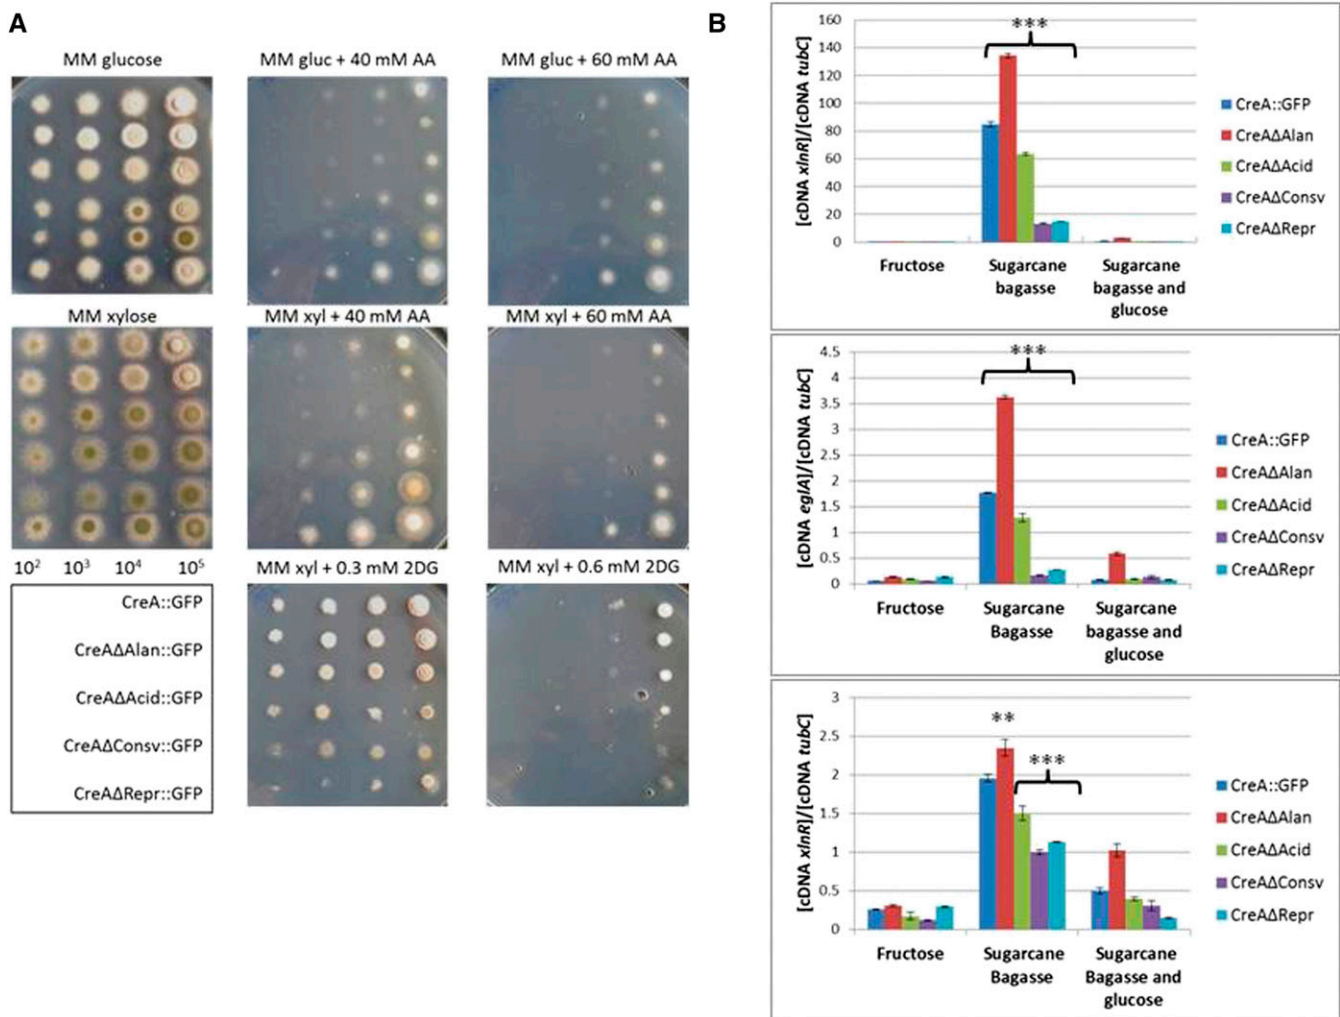 A
MM glucose
MM gluc + 40 mM AA
MM gluc + 60 mM AA
MM xylose
MM xyl + 40 mM AA
MM xyl + 60 mM AA
10² 10³ 10⁴ 10⁵
MM xyl + 0.3 mM 2DG
MM xyl + 0.6 mM 2DG
CreA::GFP
CreAΔAlan::GFP
CreAΔAcid::GFP
CreAΔConsv::GFP
CreAΔRepr::GFP
B
[cDNA xlnR]/[cDNA tubC]
160
140
120
100
80
60
40
20
0
***
Fructose
Sugarcane
bagasse
Sugarcane
bagasse and
glucose
CreA::GFP
CreAΔAlan
CreAΔAcid
CreAΔConsv
CreAΔRepr
[cDNA eglA]/[cDNA tubC]
4.5
4
3.5
3
2.5
2
1.5
1
0.5
0
***
Fructose
Sugarcane
Bagasse
Sugarcane
bagasse and
glucose
CreA::GFP
CreAΔAlan
CreAΔAcid
CreAΔConsv
CreAΔRepr
[cDNA xlnR]/[cDNA tubC]
3
2.5
2
1.5
1
0.5
0
**
***
Fructose
Sugarcane
Bagasse
Sugarcane
Bagasse and
glucose
CreA::GFP
CreAΔAlan
CreAΔAcid
CreAΔConsv
CreAΔRepr